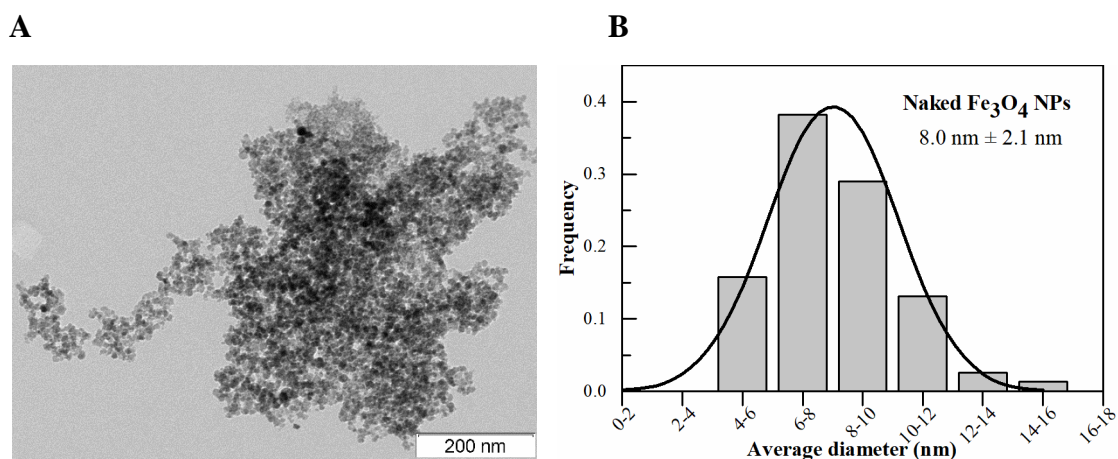 A
B
200 nm
Naked Fe₃O₄ NPs
8.0 nm ± 2.1 nm
Frequency
0.4
0.3
0.2
0.1
0.0
0-2
2-4
4-6
6-8
8-10
10-12
12-14
14-16
16-18
Average diameter (nm)